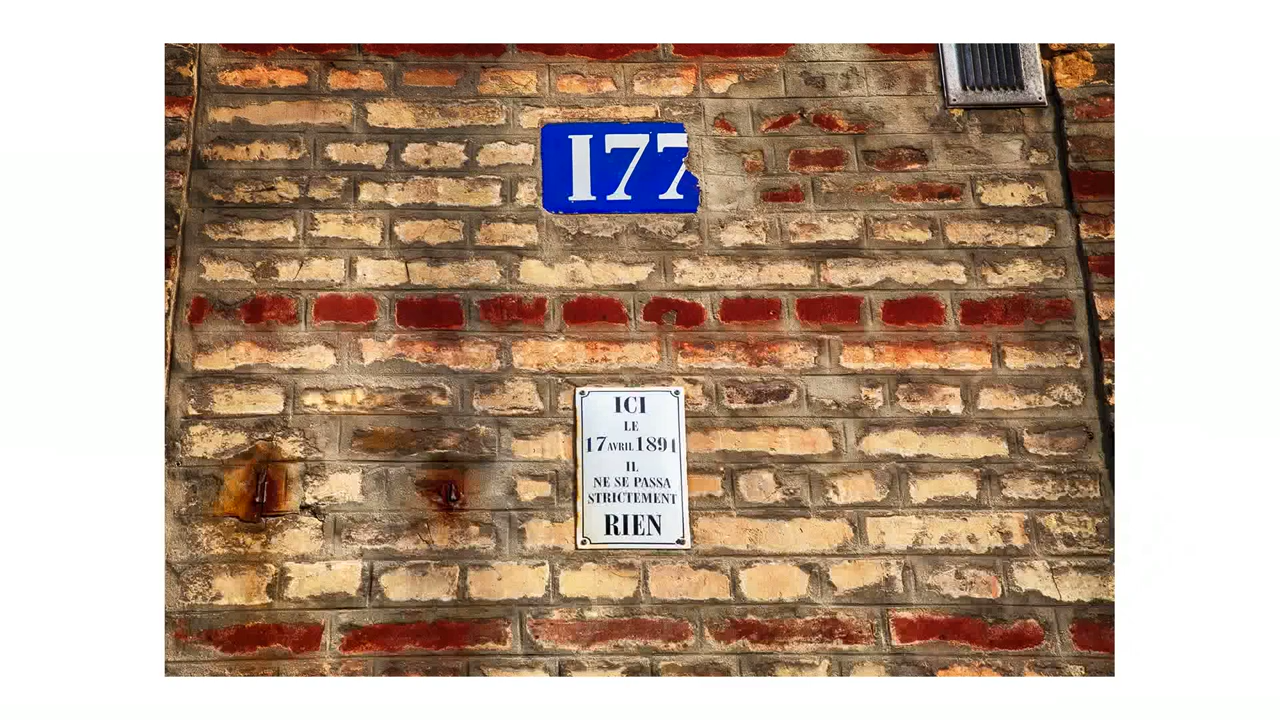 177
ICI
LE
17 AVRIL 1891
IL
NE SE PASSA
STRICTEMENT
RIEN